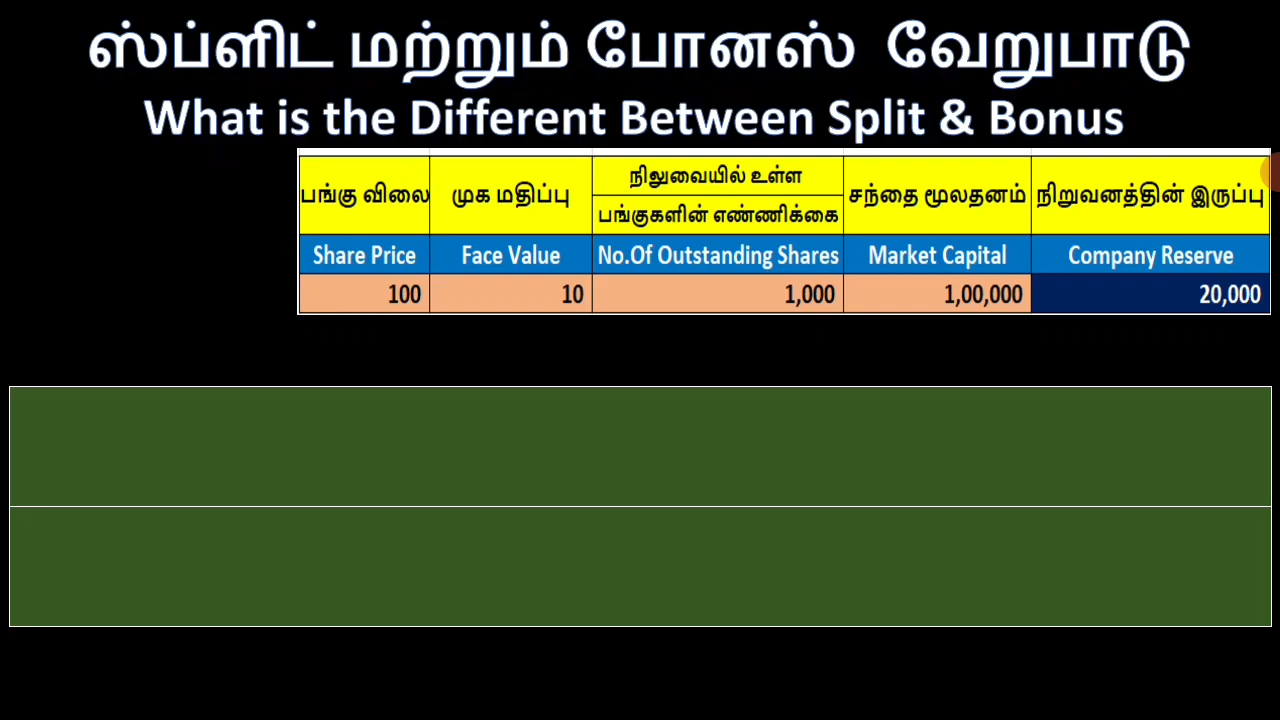 ஸ்ப்ளிட் மற்றும் போனஸ் வேறுபாடு
What is the Different Between Split & Bonus
பங்கு விலை முக மதிப்பு நிலுவையில் உள்ள பங்குகளின் எண்ணிக்கை சந்தை மூலதனம் நிறுவனத்தின் இருப்பு
Share Price Face Value No.Of Outstanding Shares Market Capital Company Reserve
100 10 1,000 1,00,000 20,000